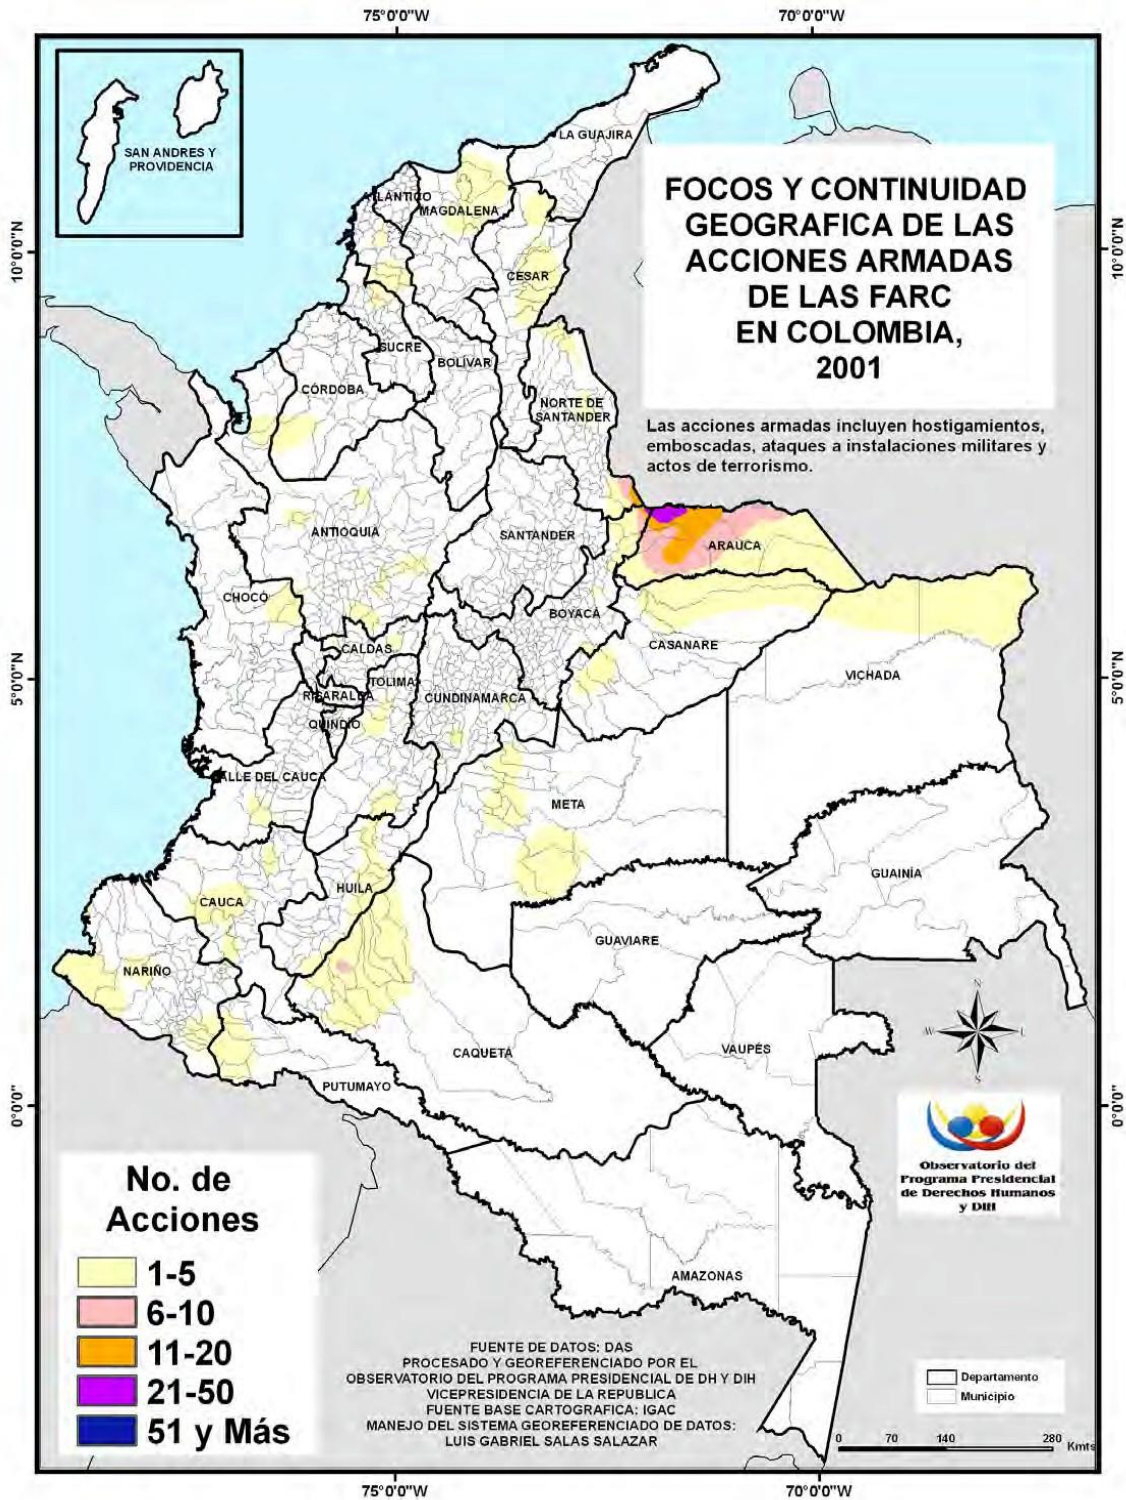 75°0'0"W
70°0'0"W
SAN ANDRES Y
PROVIDENCIA
FOCOS Y CONTINUIDAD
GEOGRAFICA DE LAS
ACCIONES ARMADAS
DE LAS FARC
EN COLOMBIA,
2001
Las acciones armadas incluyen hostigamientos,
emboscadas, ataques a instalaciones militares y
actos de terrorismo.
10°0'0"N
10°0'0"N
5°0'0"N
5°0'0"N
0°0'0"
0°0'0"
LA GUAJIRA
ATLÁNTICO
MAGDALENA
CESAR
SUCRE
BOLÍVAR
CÓRDOBA
NORTE DE
SANTANDER
ANTIOQUIA
SANTANDER
ARAUCA
CHOCÓ
BOYACÁ
CALDAS
CASANARE
VICHADA
TOLIMA
RISARALDA
CUNDINAMARCA
QUINDIO
VALLE DEL CAUCA
META
HUILA
CAUCA
GUAINÍA
GUAVIARE
NARIÑO
VAUPÉS
CAQUETÁ
PUTUMAYO
AMAZONAS
N
W
L
S
Observatorio del
Programa Presidencial
de Derechos Humanos
y DIH
No. de
Acciones
1-5
6-10
11-20
21-50
51 y Más
FUENTE DE DATOS: DAS
PROCESADO Y GEOREFERENCIADO POR EL
OBSERVATORIO DEL PROGRAMA PRESIDENCIAL DE DH Y DIH
VICEPRESIDENCIA DE LA REPUBLICA
FUENTE BASE CARTOGRAFICA: IGAC
MANEJO DEL SISTEMA GEOREFERENCIADO DE DATOS:
LUIS GABRIEL SALAS SALAZAR
Departamento
Municipio
0 70 140 280
Kmts
75°0'0"W
70°0'0"W